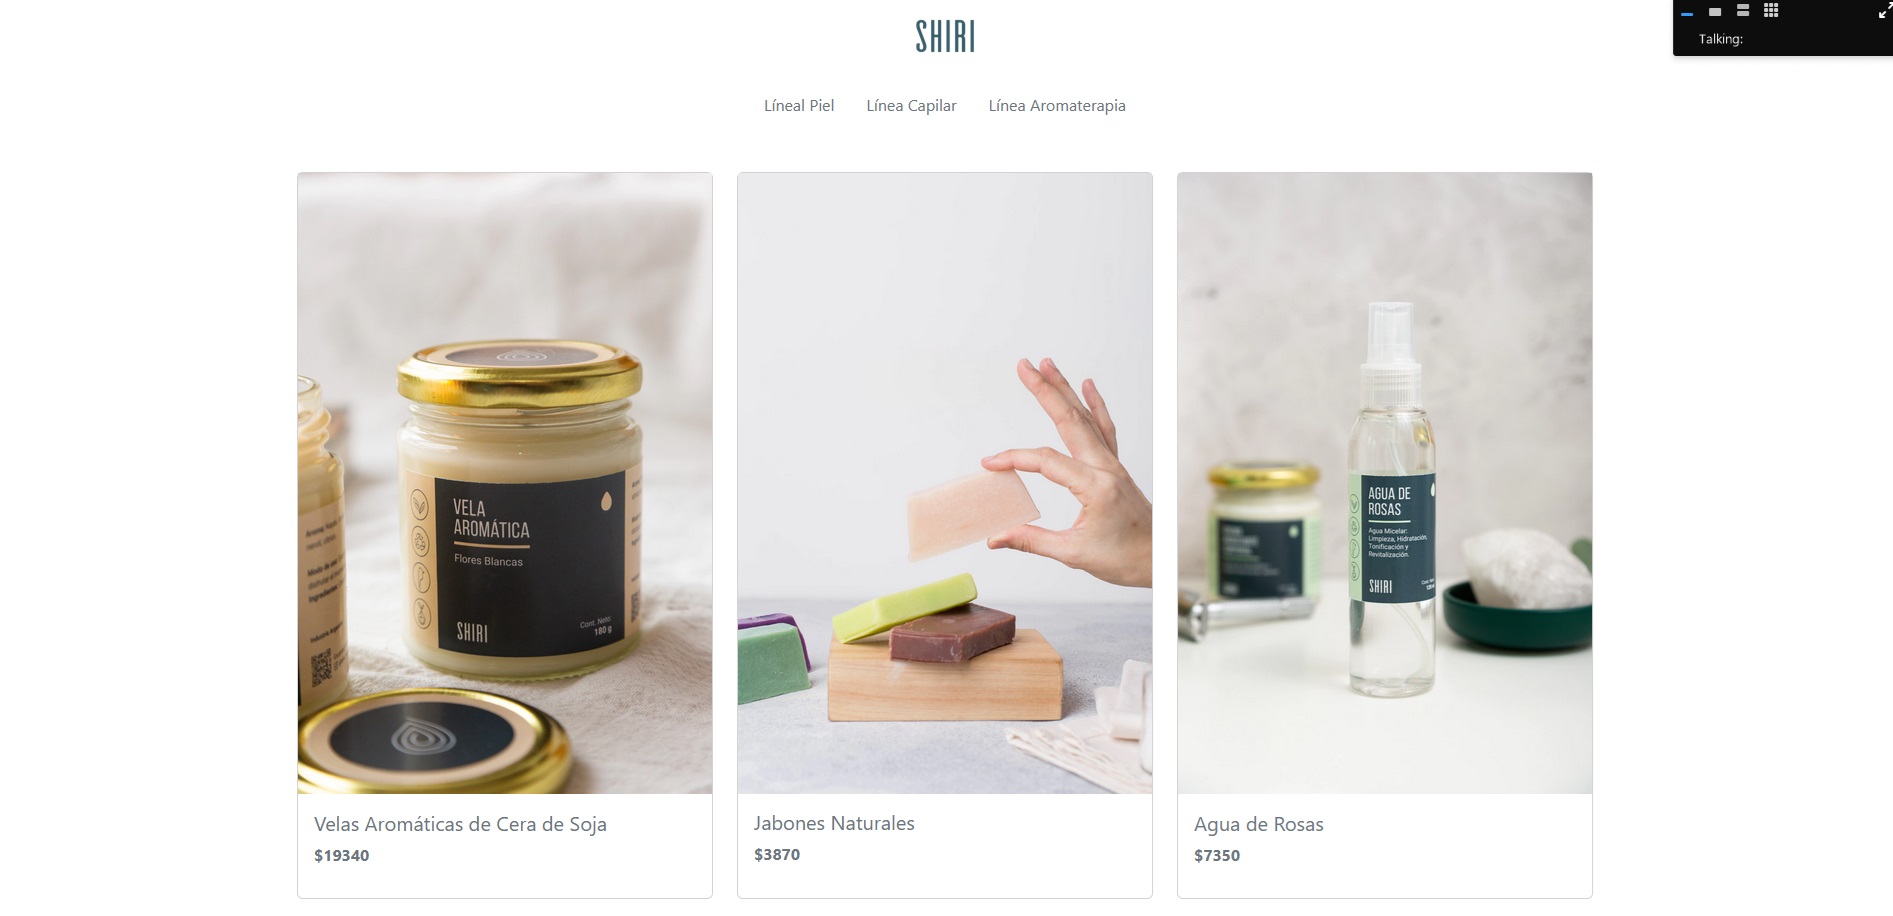 SHIRI
Talking:
Líneal Piel Línea Capilar Línea Aromaterapia
VELA
AROMÁTICA
Flores Blancas
SHIRI
Cont. Neto:
180 g
AGUA DE
ROSAS
Agua Micelar:
Limpieza, Hidratación,
Tonificación y
Revitalización.
SHIRI
Velas Aromáticas de Cera de Soja
$19340
Jabones Naturales
$3870
Agua de Rosas
$7350